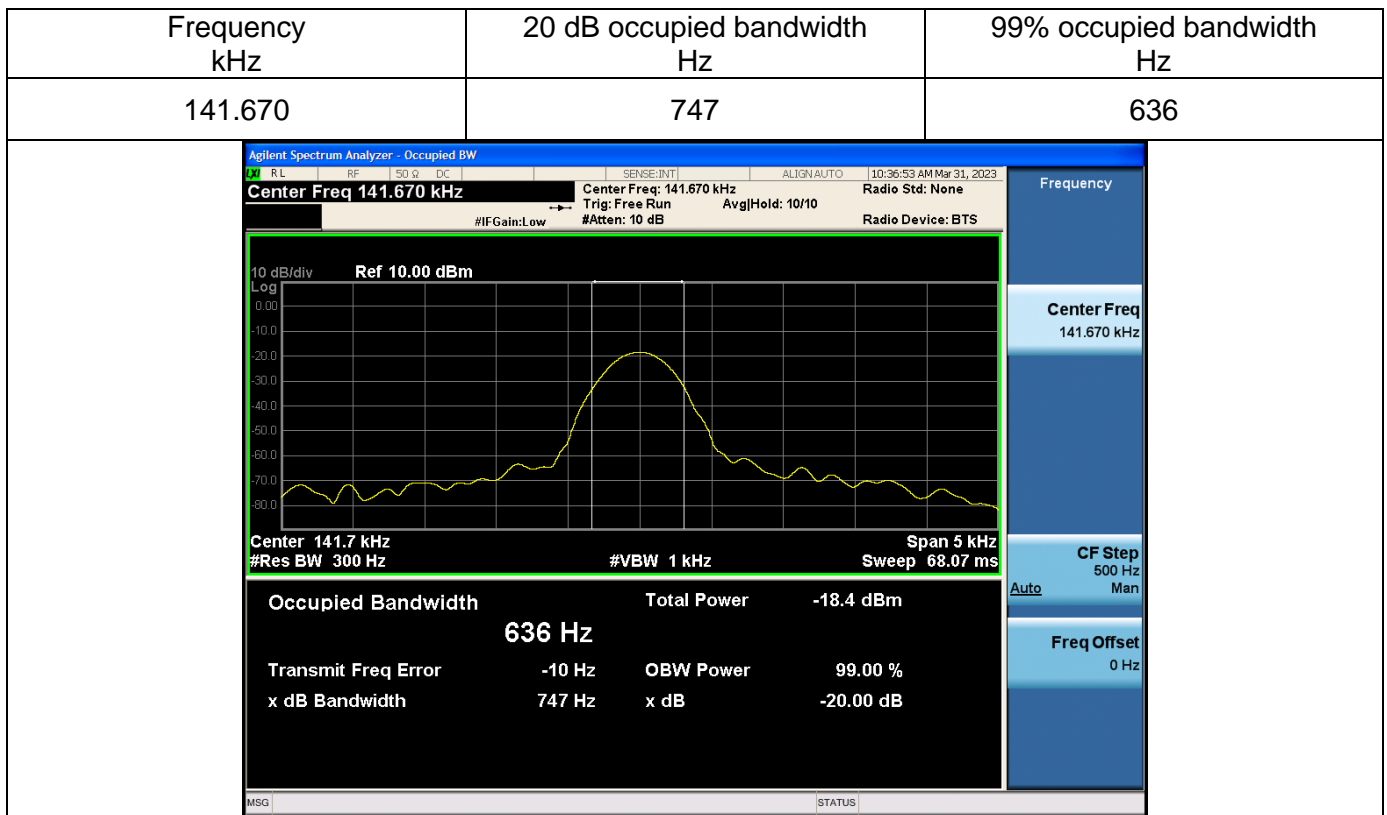 Frequency
kHz
20 dB occupied bandwidth
Hz
99% occupied bandwidth
Hz
141.670
747
636
Agilent Spectrum Analyzer - Occupied BW
LXI RL RF 50 Ω DC SENSE:INT ALIGN AUTO 10:36:53 AM Mar 31, 2023
Center Freq 141.670 kHz
Center Freq: 141.670 kHz
Radio Std: None
Trig: Free Run Avg|Hold: 10/10
#IFGain:Low
#Atten: 10 dB
Radio Device: BTS
10 dB/div Ref 10.00 dBm
Log
0.00
-10.0
-20.0
-30.0
-40.0
-50.0
-60.0
-70.0
-80.0
Center 141.7 kHz Span 5 kHz
#Res BW 300 Hz #VBW 1 kHz Sweep 68.07 ms
Occupied Bandwidth Total Power -18.4 dBm
636 Hz
Transmit Freq Error -10 Hz OBW Power 99.00 %
x dB Bandwidth 747 Hz x dB -20.00 dB
MSG STATUS
Frequency
Center Freq
141.670 kHz
CF Step
500 Hz
Auto Man
Freq Offset
0 Hz